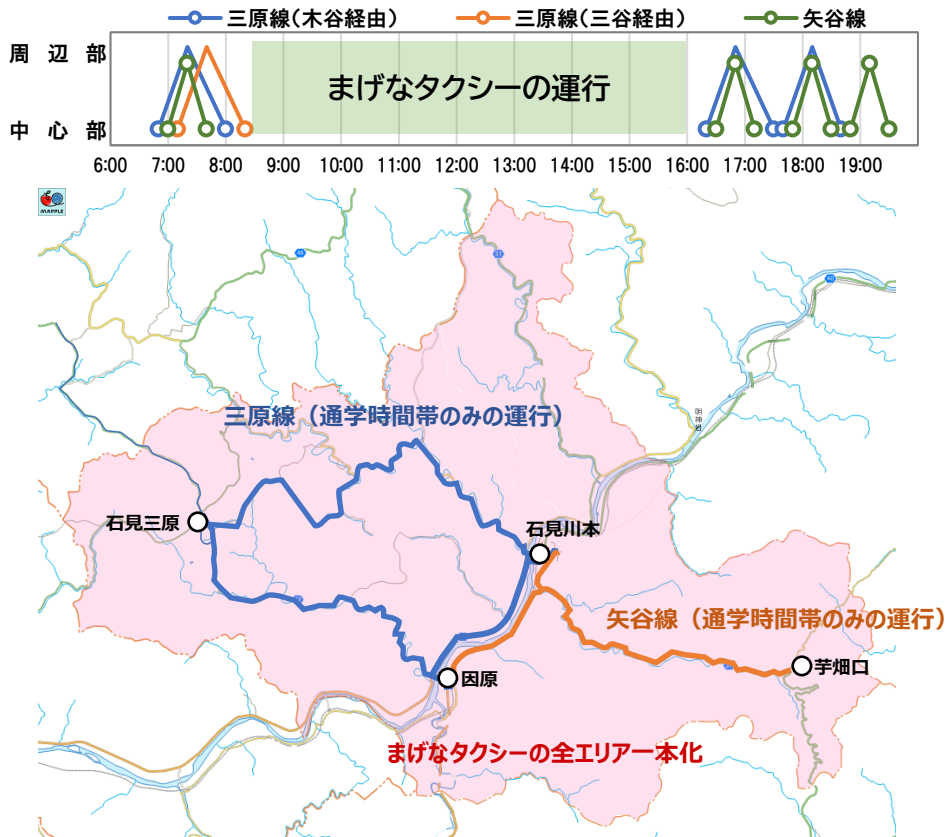 三原線(木谷経由) 三原線(三谷経由) 矢谷線
周辺部
まげなタクシーの運行
中心部
6:00 7:00 8:00 9:00 10:00 11:00 12:00 13:00 14:00 15:00 16:00 17:00 18:00 19:00
MAPPLE
46
31
40
明神岩
三原線（通学時間帯のみの運行）
石見三原
石見川本
矢谷線（通学時間帯のみの運行）
芋畑口
因原
まげなタクシーの全エリア一本化